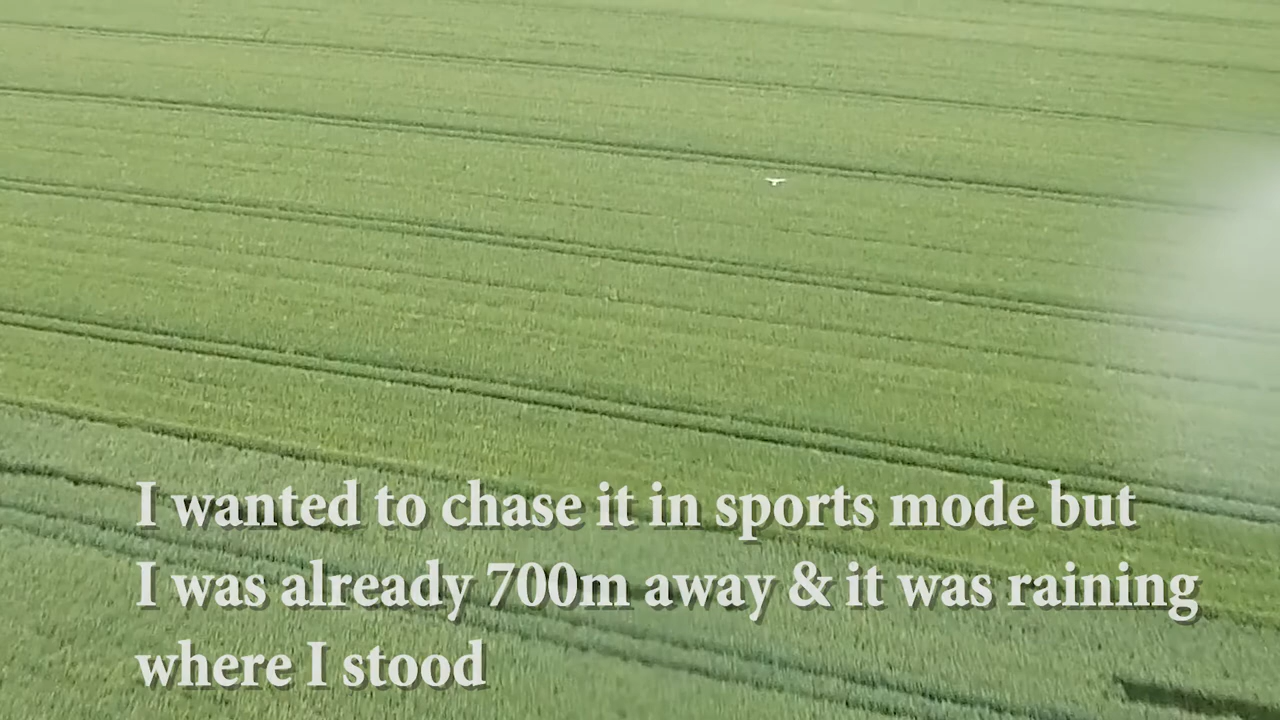 I wanted to chase it in sports mode but
I was already 700m away & it was raining
where I stood